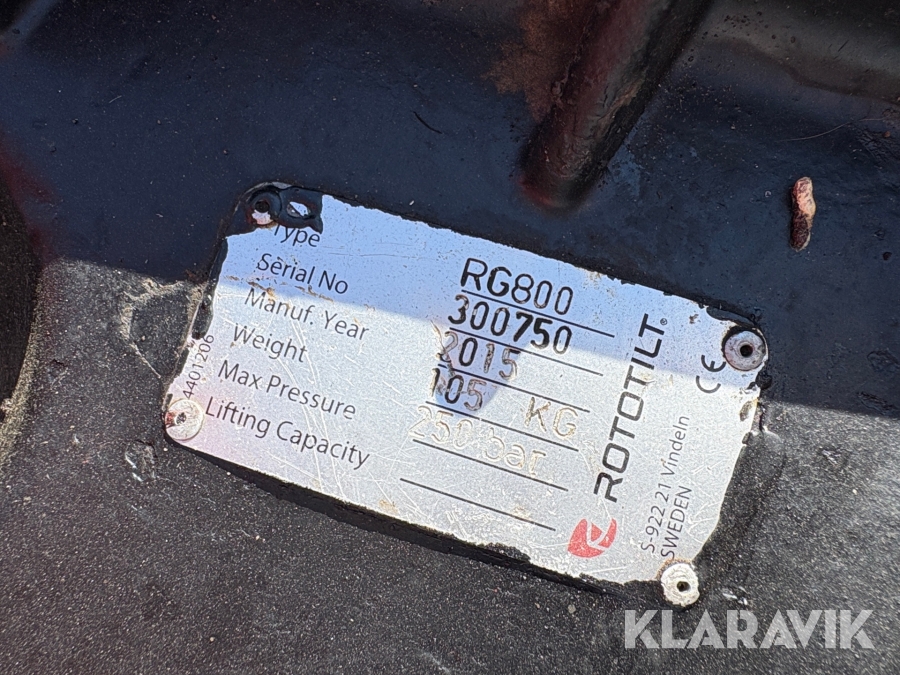 Type RG800
Serial No 300750
Manuf. Year 2015
Weight 105 KG
Max Pressure 250 bar
Lifting Capacity
4401206
ROTOTILT®
S-922 21 Vindeln
SWEDEN
CE
KLARAVIK